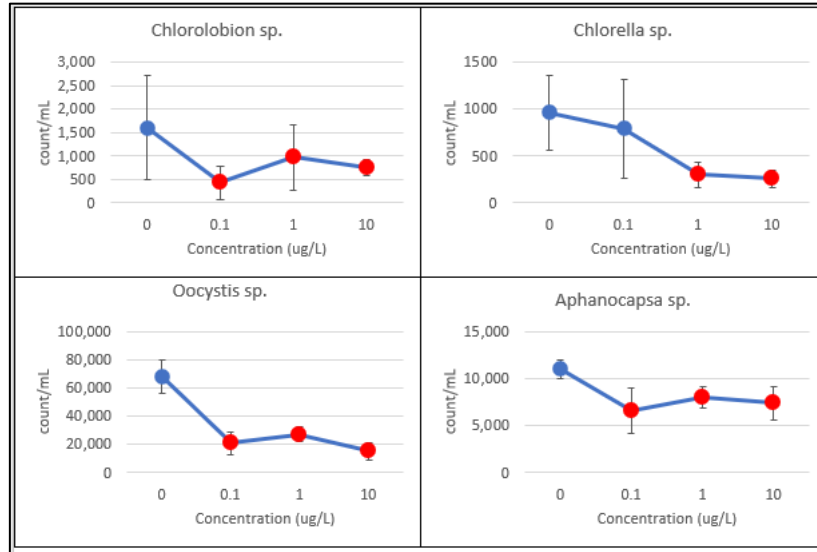 Chlorolobion sp.
3,000
2,500
2,000
1,500
1,000
500
0
count/mL
0 0.1 1 10
Concentration (ug/L)
Chlorella sp.
1500
1000
500
0
count/mL
0 0.1 1 10
Concentration (ug/L)
Oocystis sp.
100,000
80,000
60,000
40,000
20,000
0
count/mL
0 0.1 1 10
Concentration (ug/L)
Aphanocapsa sp.
15,000
10,000
5,000
0
count/mL
0 0.1 1 10
Concentration (ug/L)